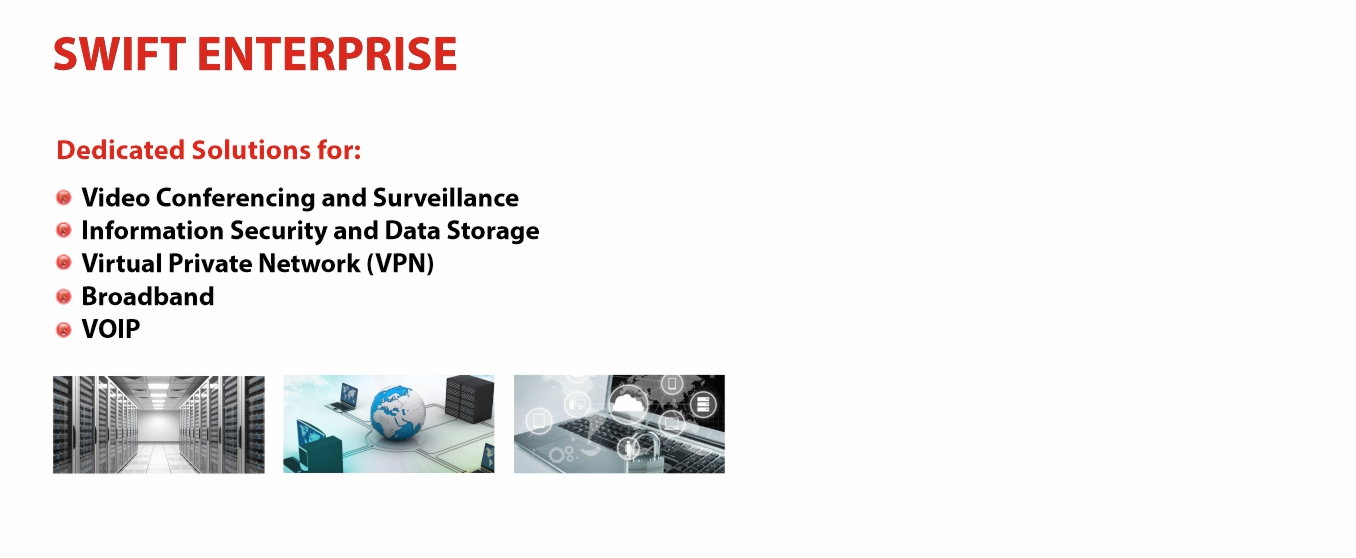 SWIFT ENTERPRISE
Dedicated Solutions for:
Video Conferencing and Surveillance
Information Security and Data Storage
Virtual Private Network (VPN)
Broadband
VOIP